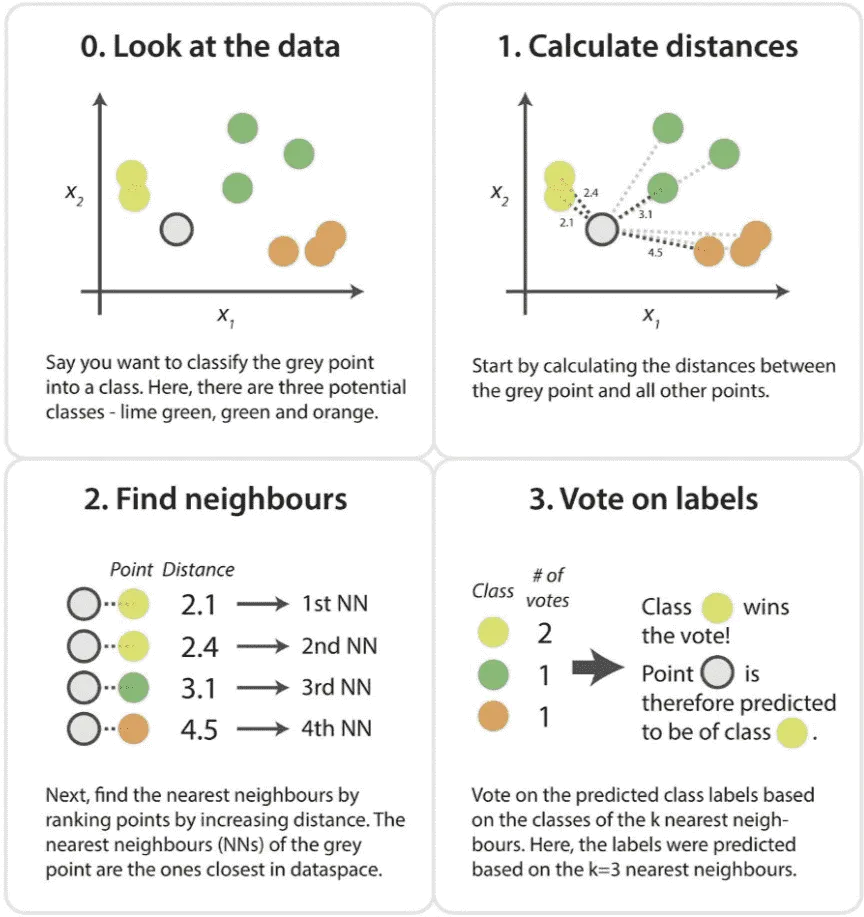 0. Look at the data
x2
x1
Say you want to classify the grey point
into a class. Here, there are three potential
classes - lime green, green and orange.
1. Calculate distances
x2
2.4
2.1
3.1
4.5
x1
Start by calculating the distances between
the grey point and all other points.
2. Find neighbours
Point Distance
2.1 1st NN
2.4 2nd NN
3.1 3rd NN
4.5 4th NN
Next, find the nearest neighbours by
ranking points by increasing distance. The
nearest neighbours (NNs) of the grey
point are the ones closest in dataspace.
3. Vote on labels
Class # of votes
2
1
1
Class wins
the vote!
Point is
therefore predicted
to be of class .
Vote on the predicted class labels based
on the classes of the k nearest neigh-
bours. Here, the labels were predicted
based on the k=3 nearest neighbours.